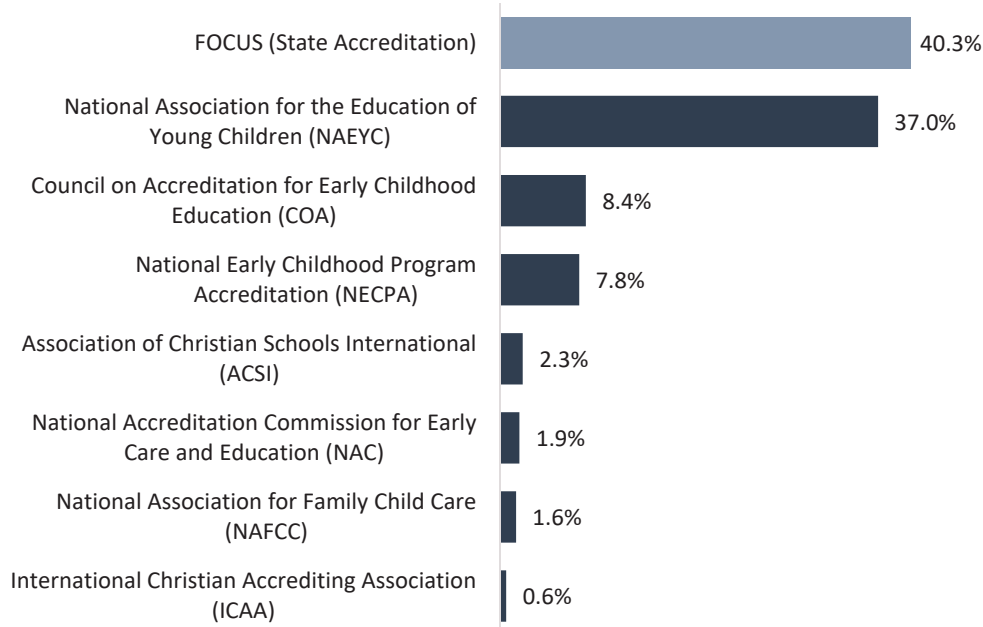 FOCUS (State Accreditation)
40.3%
National Association for the Education of
Young Children (NAEYC)
37.0%
Council on Accreditation for Early Childhood
Education (COA)
8.4%
National Early Childhood Program
Accreditation (NECPA)
7.8%
Association of Christian Schools International
(ACSI)
2.3%
National Accreditation Commission for Early
Care and Education (NAC)
1.9%
National Association for Family Child Care
(NAFCC)
1.6%
International Christian Accrediting Association
(ICAA)
0.6%